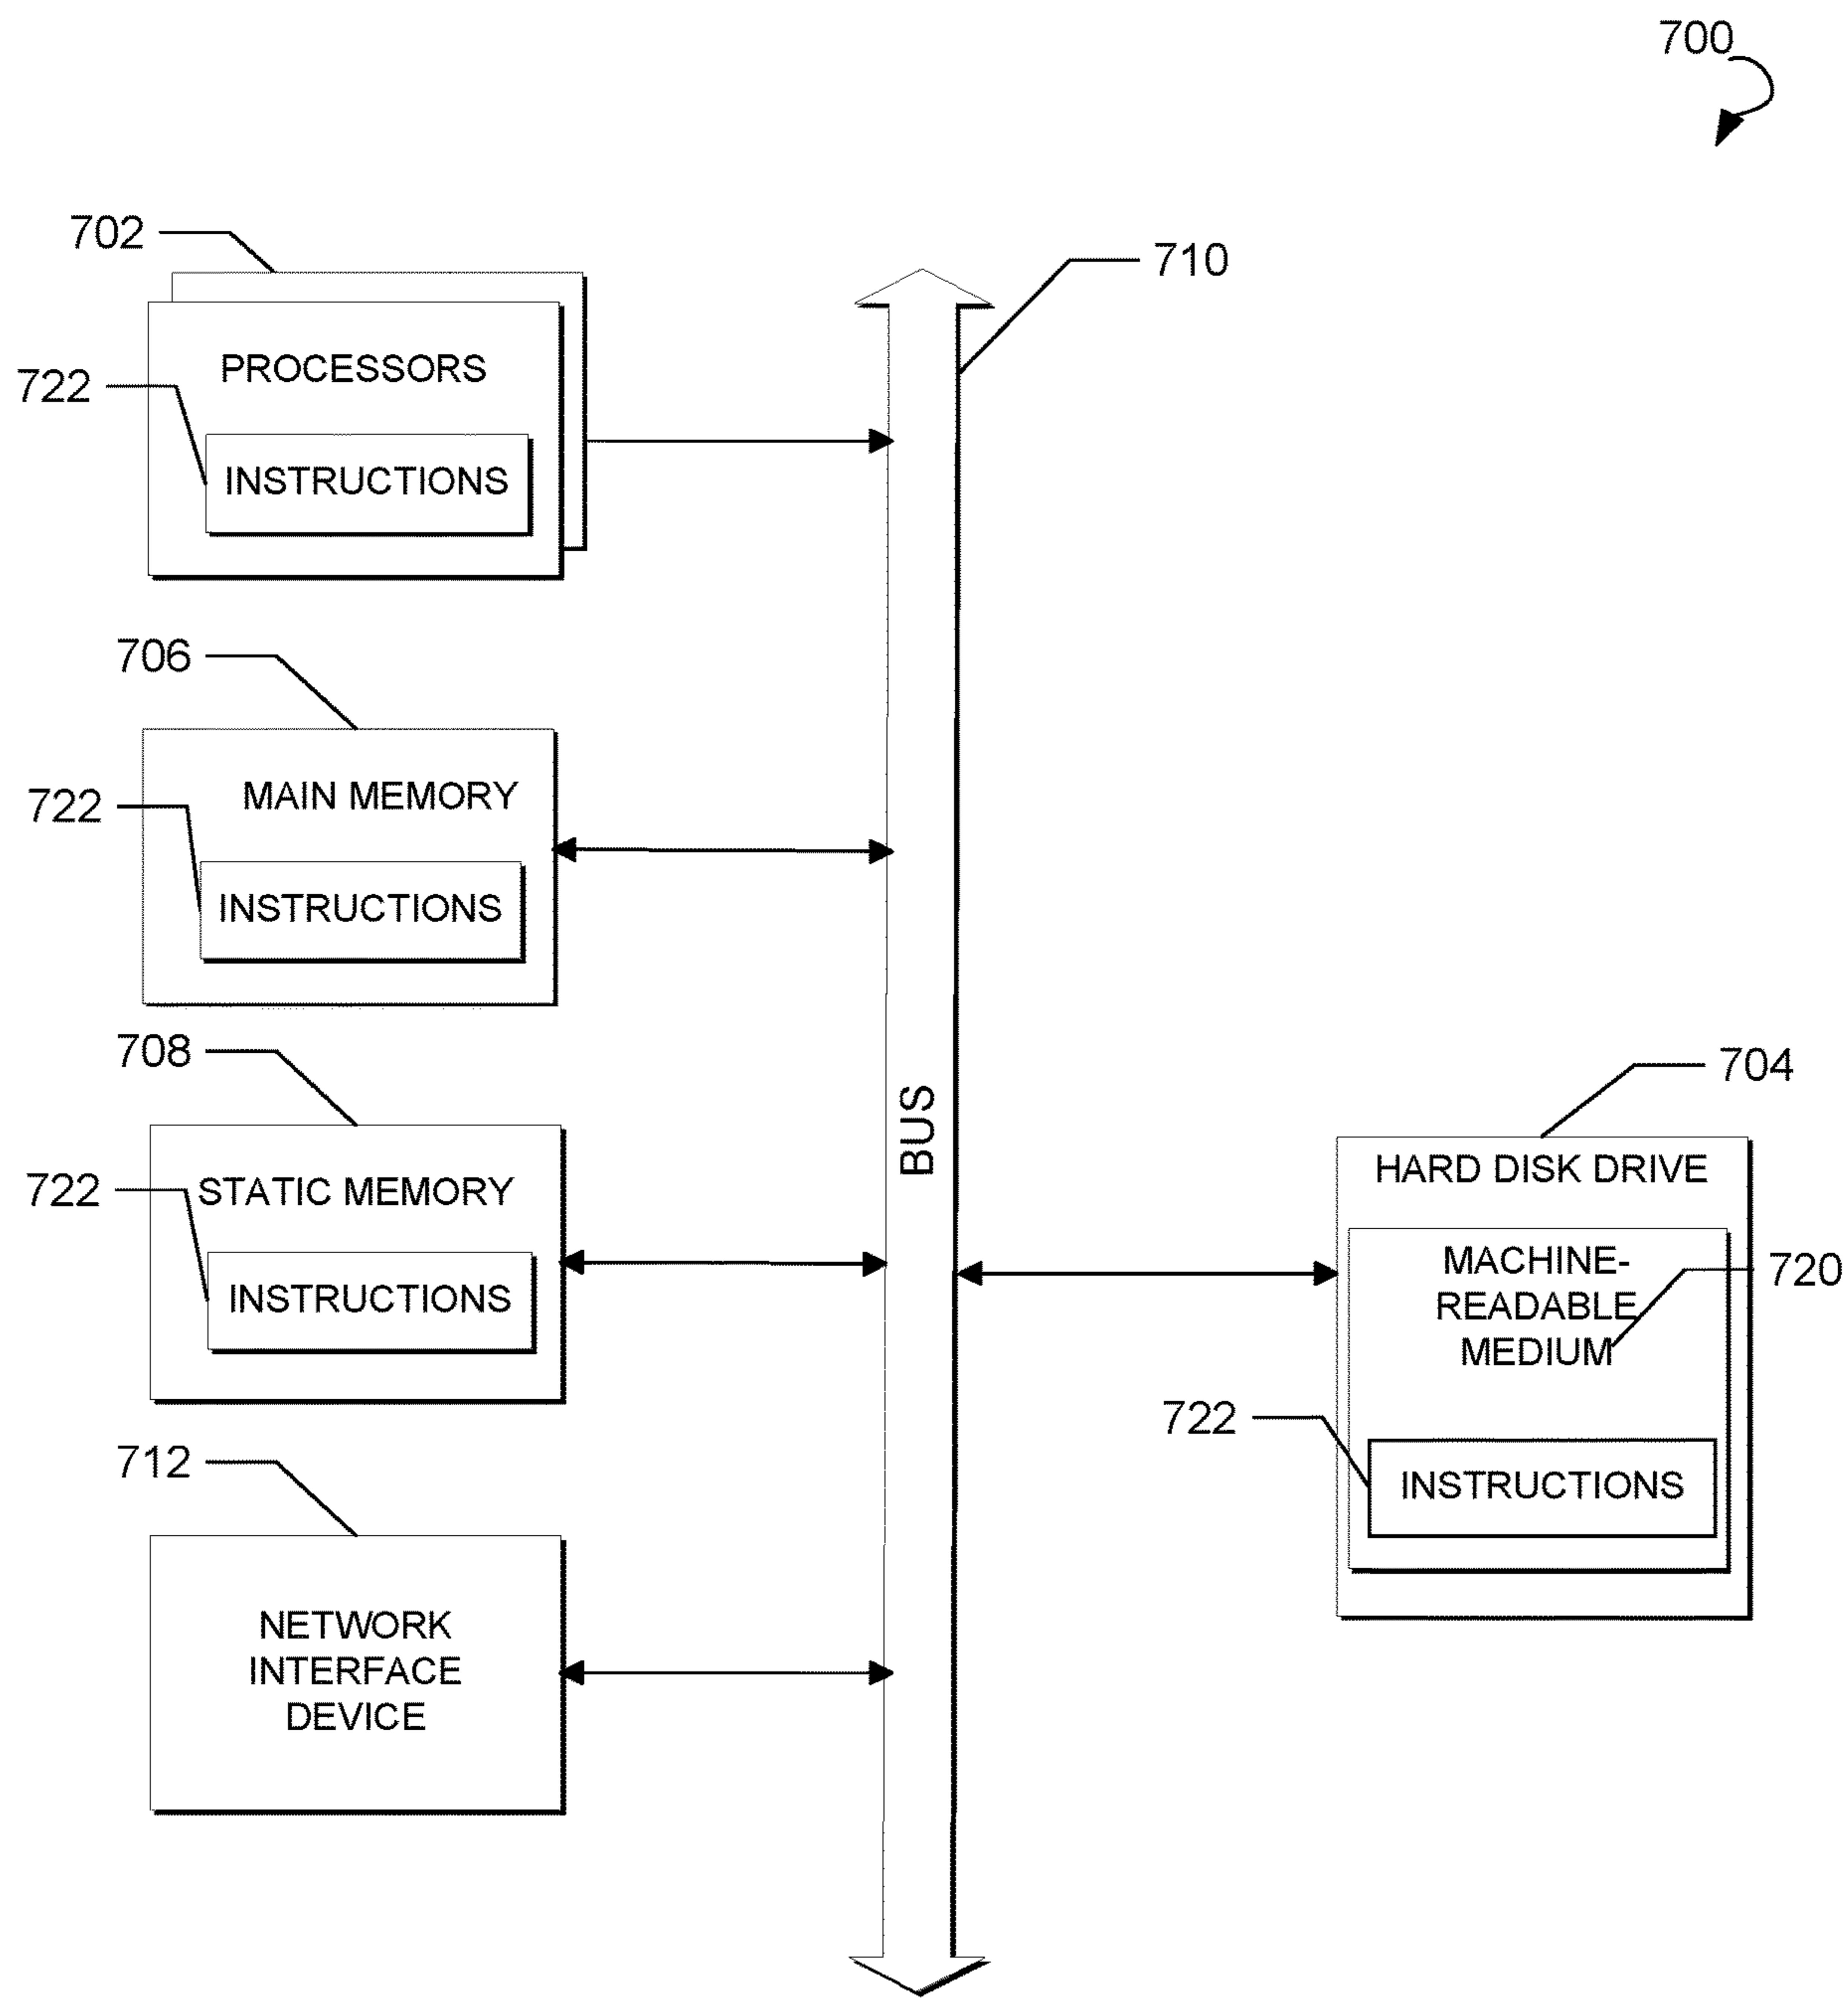 700
702
710
PROCESSORS
722
INSTRUCTIONS
706
MAIN MEMORY
722
INSTRUCTIONS
708
STATIC MEMORY
722
INSTRUCTIONS
712
NETWORK
INTERFACE
DEVICE
BUS
704
HARD DISK DRIVE
MACHINE-
READABLE
MEDIUM
720
722
INSTRUCTIONS